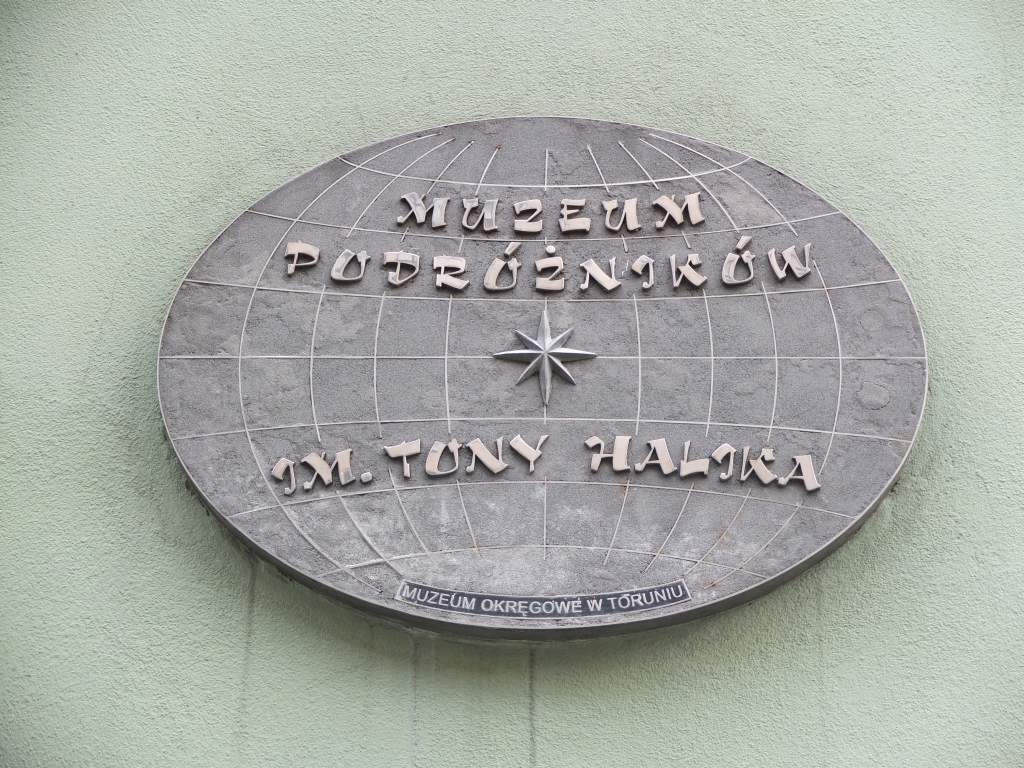 MUZEUM
PODRÓŻNIKÓW
IM. TONY HALIKA
MUZEUM OKRĘGOWE W TORUNIU